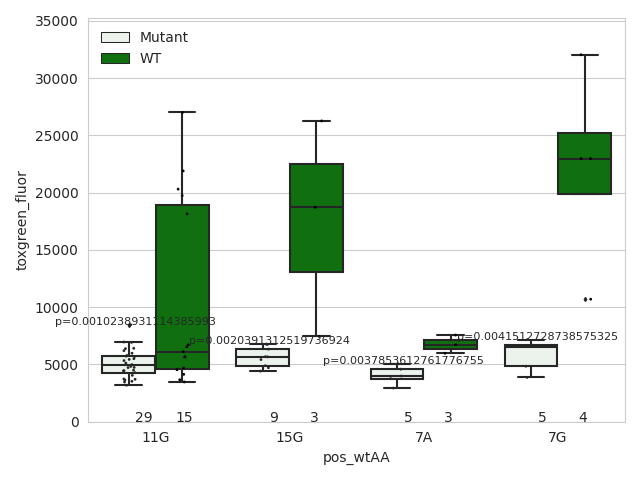 35000
Mutant
WT
30000
25000
20000
15000
10000
5000
0
toxgreen_fluor
p=0.0010238931114385993
p=0.0020391312519736924
p=0.0037853612761776755
p=0.0041512728738575325
29 15 9 3 5 3 5 4
11G 15G 7A 7G
pos_wtAA